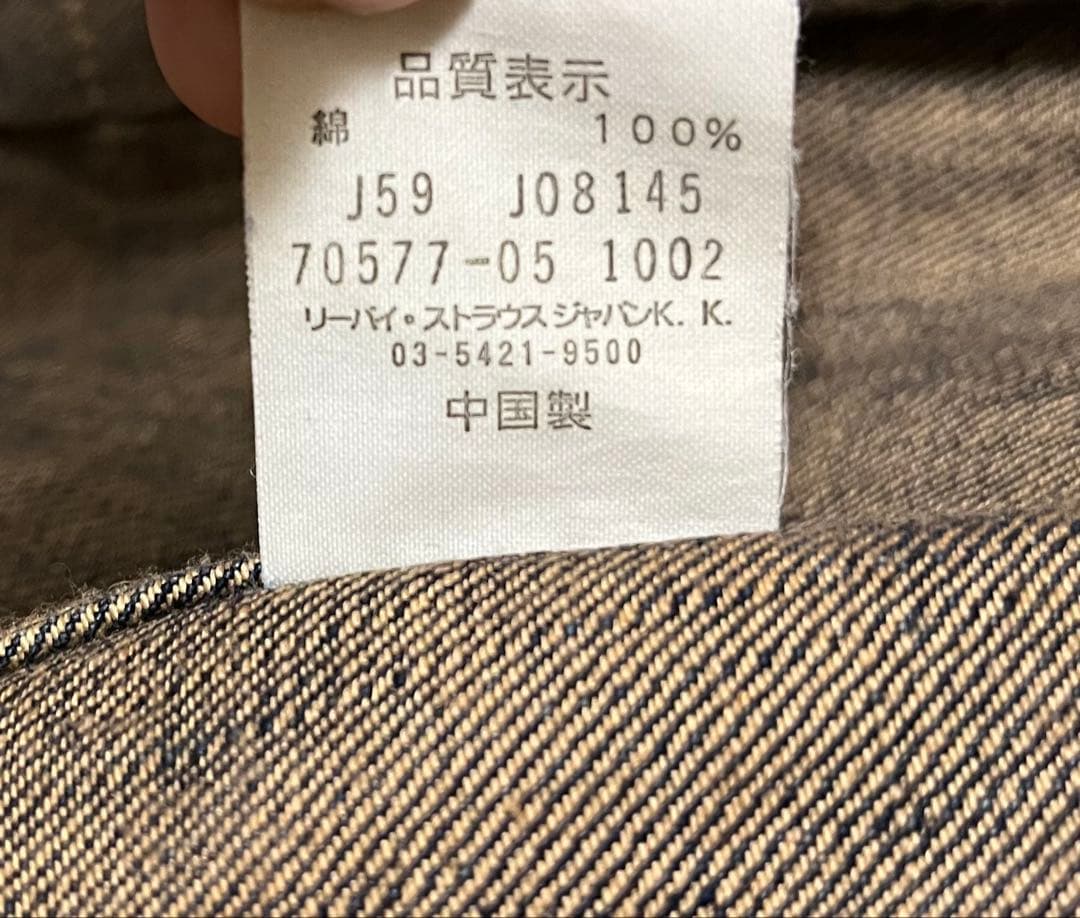 品質表示
綿 100%
J59 J08145
70577-05 1002
リーバイ・ストラウスジャパンK. K.
03-5421-9500
中国製